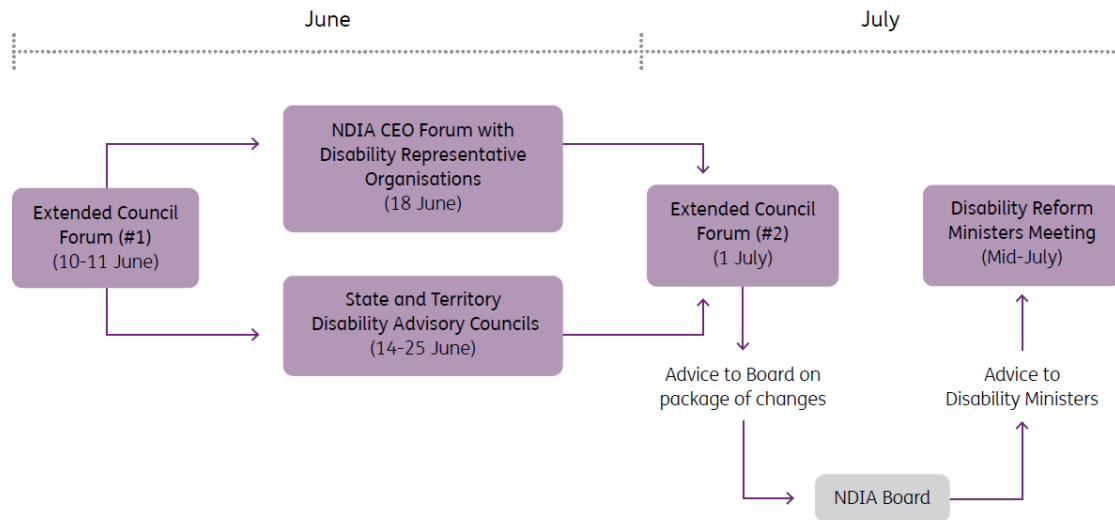 June
July
Extended Council
Forum (#1)
(10-11 June)
NDIA CEO Forum with
Disability Representative
Organisations
(18 June)
State and Territory
Disability Advisory Councils
(14-25 June)
Extended Council
Forum (#2)
(1 July)
Advice to Board on
package of changes
NDIA Board
Advice to
Disability Ministers
Disability Reform
Ministers Meeting
(Mid-July)